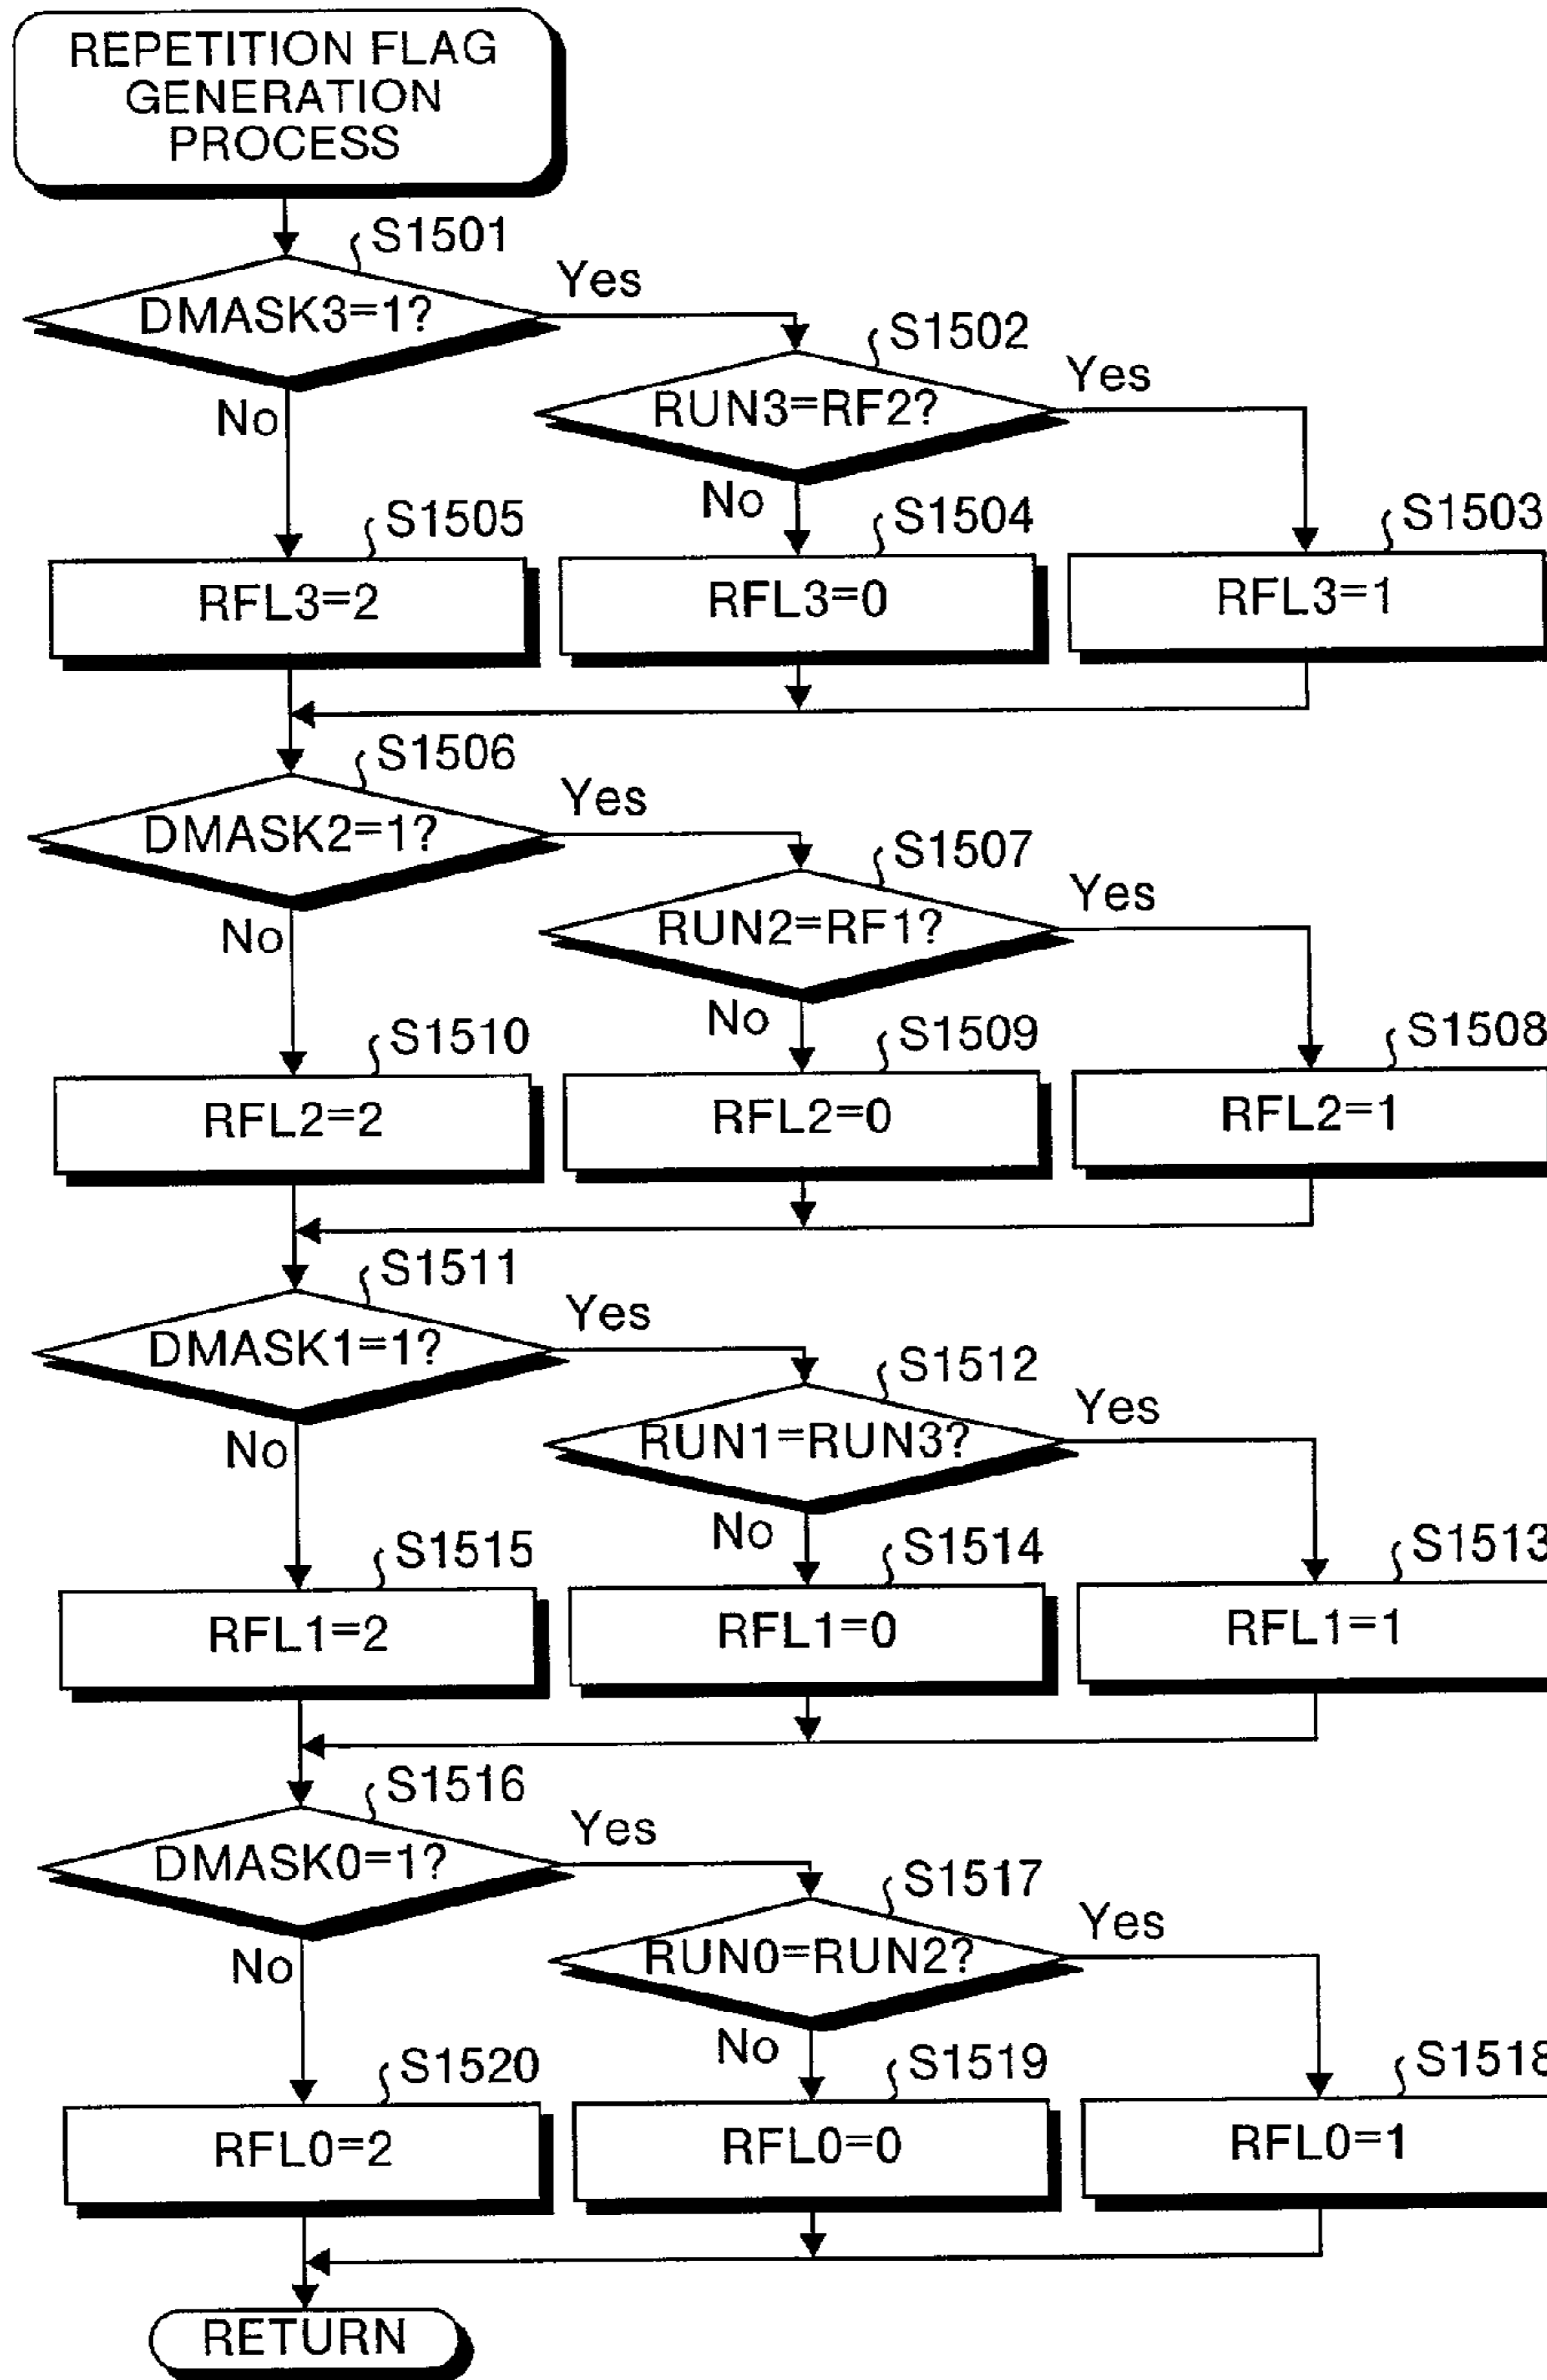 REPETITION FLAG
GENERATION
PROCESS
S1501
DMASK3=1?
Yes
S1502
RUN3=RF2?
Yes
No
No
S1505
S1504
S1503
RFL3=2
RFL3=0
RFL3=1
S1506
DMASK2=1?
Yes
S1507
RUN2=RF1?
Yes
No
No
S1510
S1509
S1508
RFL2=2
RFL2=0
RFL2=1
S1511
DMASK1=1?
Yes
S1512
RUN1=RUN3?
Yes
No
No
S1515
S1514
S1513
RFL1=2
RFL1=0
RFL1=1
S1516
DMASK0=1?
Yes
S1517
RUN0=RUN2?
Yes
No
No
S1520
S1519
S1518
RFL0=2
RFL0=0
RFL0=1
RETURN